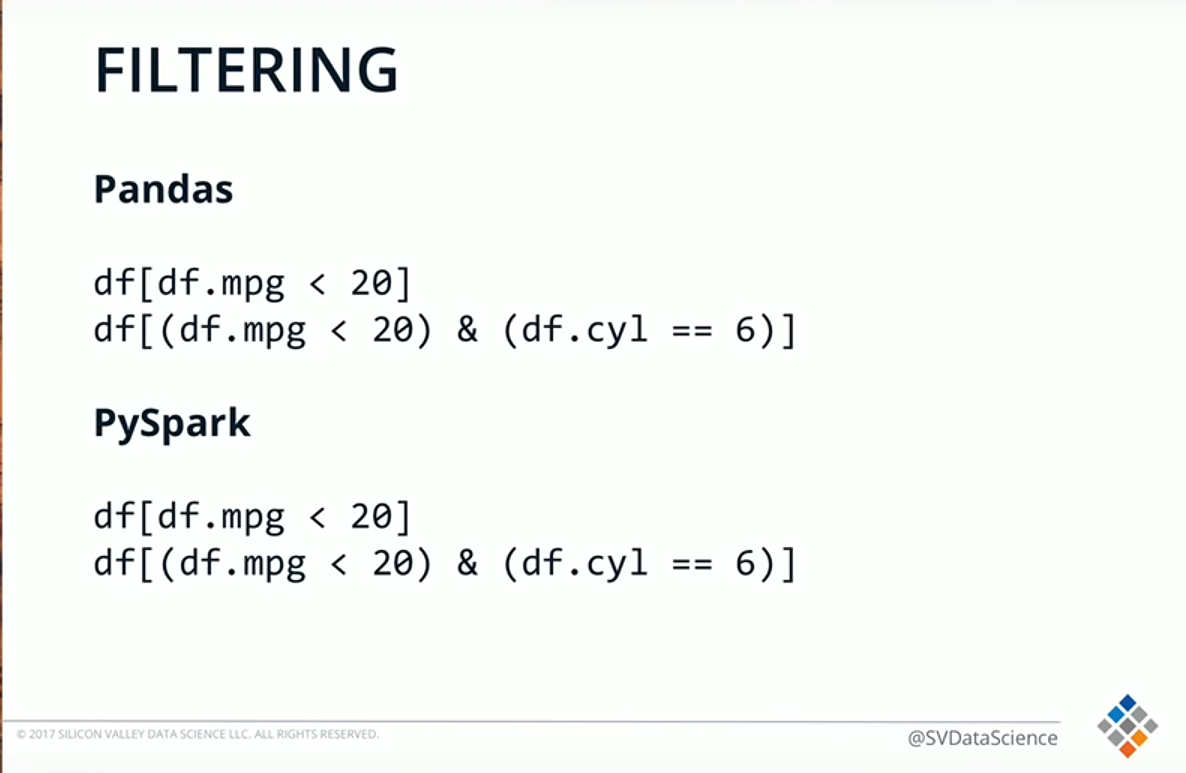 FILTERING
Pandas
df[df.mpg < 20]
df[(df.mpg < 20) & (df.cyl == 6)]
PySpark
df[df.mpg < 20]
df[(df.mpg < 20) & (df.cyl == 6)]
© 2017 SILICON VALLEY DATA SCIENCE LLC. ALL RIGHTS RESERVED.
@SVDataScience